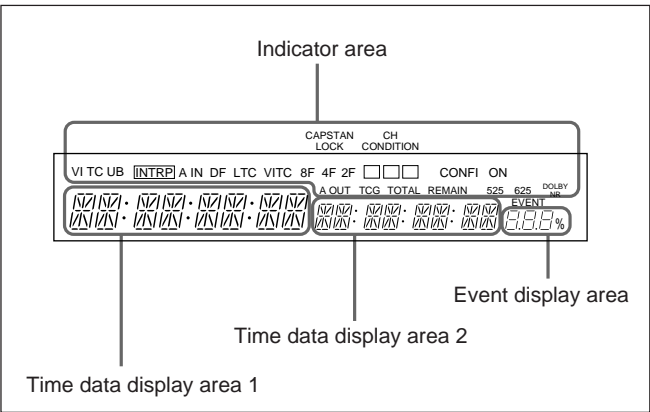 Indicator area
CAPSTAN LOCK
CH CONDITION
VI TC UB INTRP A IN DF LTC VITC 8F 4F 2F CONFI ON
A OUT TCG TOTAL REMAIN 525 625 DOLBY NR
EVENT
%
Event display area
Time data display area 2
Time data display area 1